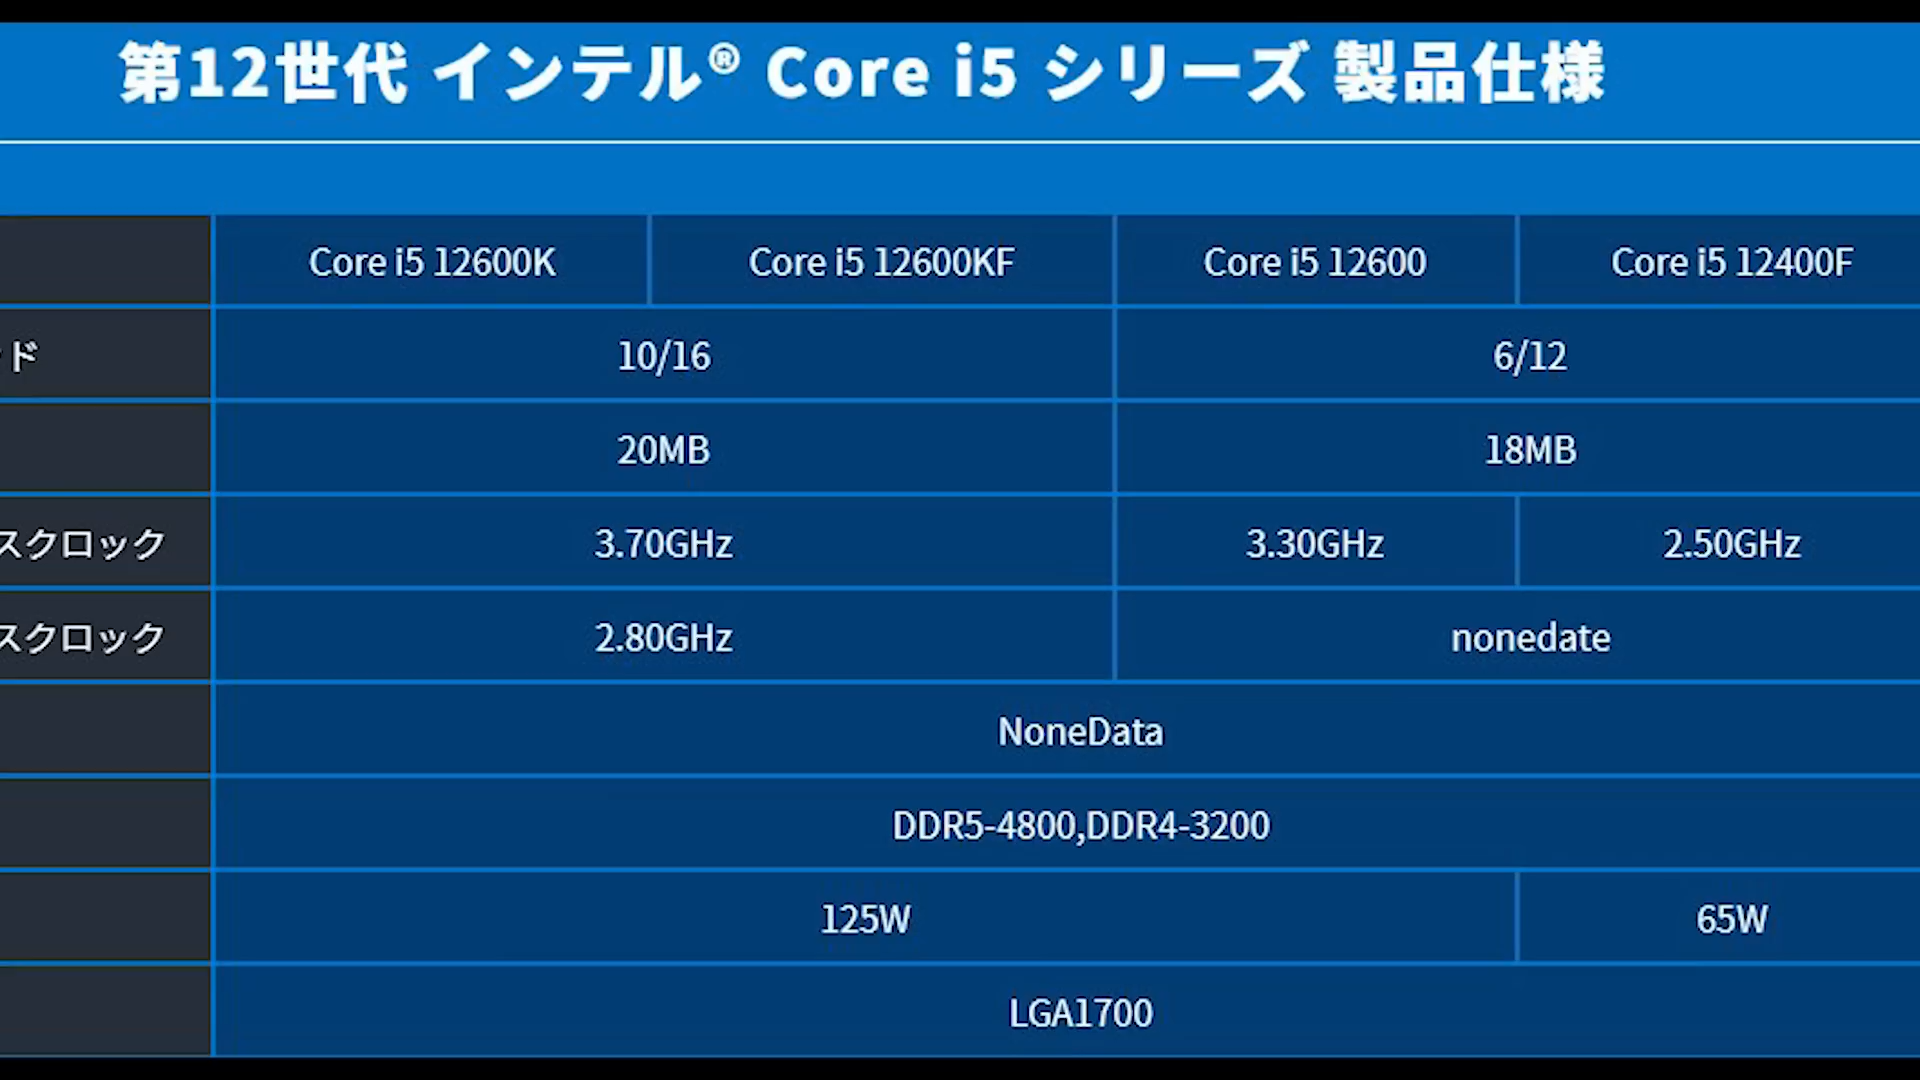 第12世代 インテル® Core i5 シリーズ 製品仕様
Core i5 12600K Core i5 12600KF Core i5 12600 Core i5 12400F
ド 10/16 6/12
20MB 18MB
スクロック 3.70GHz 3.30GHz 2.50GHz
スクロック 2.80GHz nonedate
NoneData
DDR5-4800,DDR4-3200
125W 65W
LGA1700